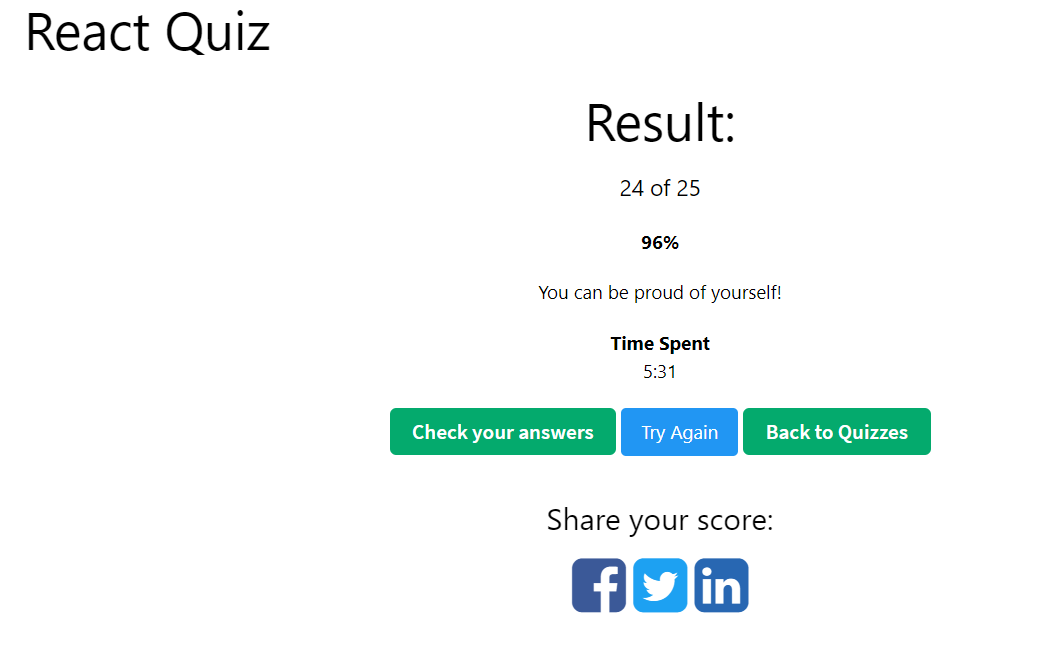 React Quiz
Result:
24 of 25
96%
You can be proud of yourself!
Time Spent
5:31
Check your answers Try Again Back to Quizzes
Share your score:
f in